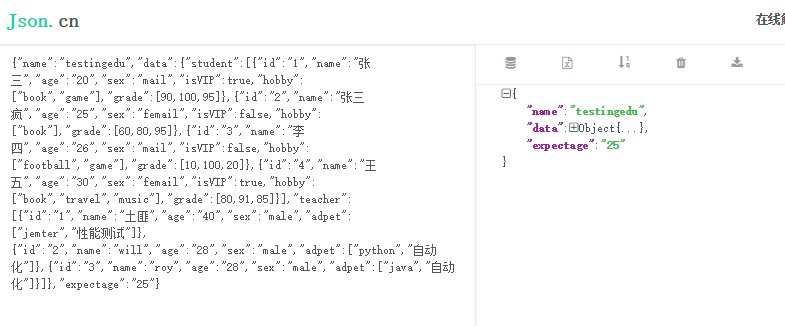 Json.cn
在线
{"name":"testingedu","data":{"student":[{"id":"1","name":"张
三","age":"20","sex":"mail","isVIP":true,"hobby":
["book","game"],"grade":[90,100,95]},{"id":"2","name":"张三
疯","age":"25","sex":"femail","isVIP":false,"hobby":
["book"],"grade":[60,80,95]},{"id":"3","name":"李
四","age":"26","sex":"mail","isVIP":false,"hobby":
["football","game"],"grade":[10,100,20]},{"id":"4","name":"王
五","age":"30","sex":"femail","isVIP":true,"hobby":
["book","travel","music"],"grade":[80,91,85]}],"teacher":
[{"id":"1","name":"土匪","age":"40","sex":"male","adpet":
["jemter","性能测试"]},
{"id":"2","name":"will","age":"28","sex":"male","adpet":["python","自动
化"]},{"id":"3","name":"roy","age":"28","sex":"male","adpet":["java","自动
化"]}]},"expectage":"25"}
{
"name":"testingedu",
"data":Object{...},
"expectage":"25"
}